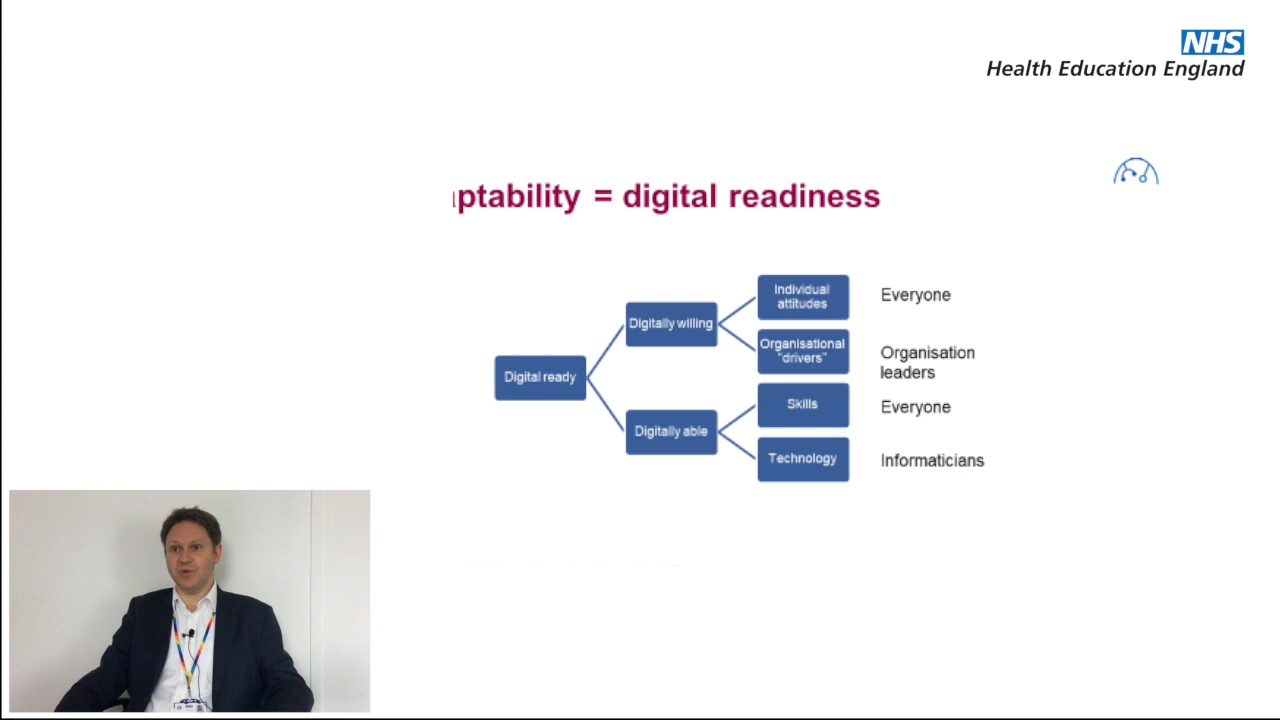 NHS
Health Education England
aptability = digital readiness
Digital ready
Digitally willing
Digitally able
Individual
attitudes
Everyone
Organisational
"drivers"
Organisation
leaders
Skills
Everyone
Technology
Informaticians